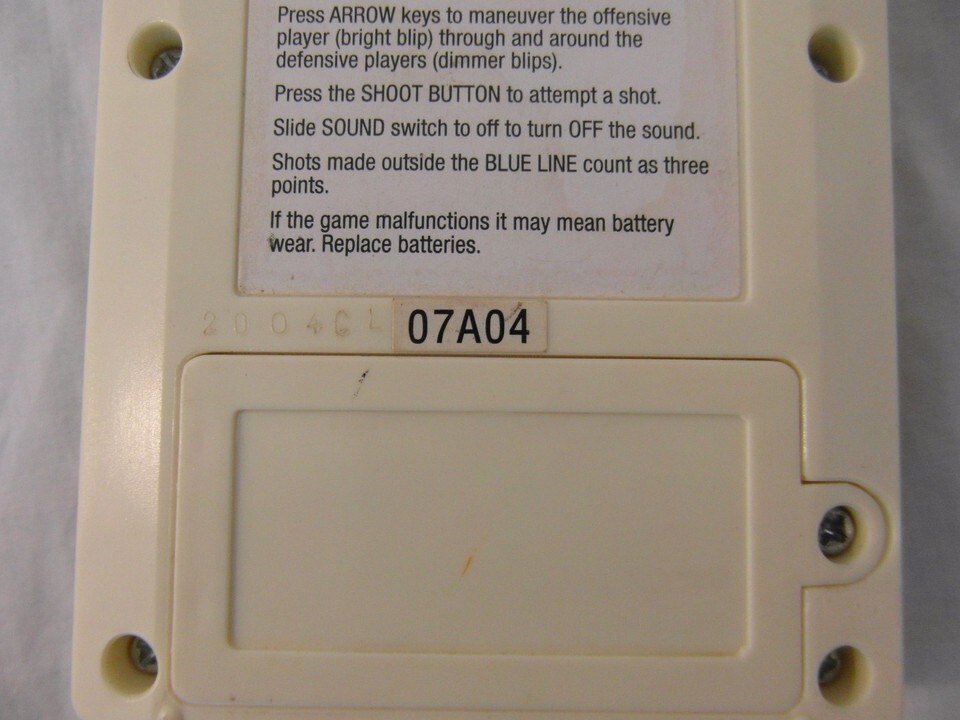 Press ARROW keys to maneuver the offensive
player (bright blip) through and around the
defensive players (dimmer blips).
Press the SHOOT BUTTON to attempt a shot.
Slide SOUND switch to off to turn OFF the sound.
Shots made outside the BLUE LINE count as three
points.
If the game malfunctions it may mean battery
wear. Replace batteries.
2004CL 07A04